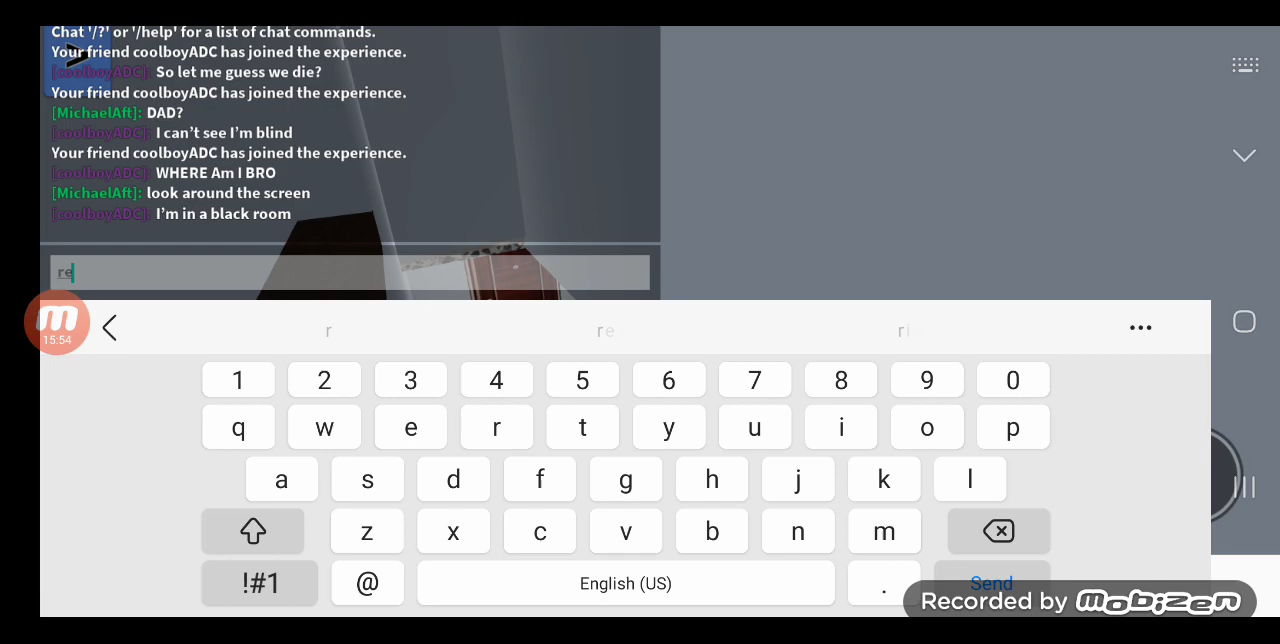 Chat '/?' or '/help' for a list of chat commands.
Your friend coolboyADC has joined the experience.
[coolboyADC]: So let me guess we die?
Your friend coolboyADC has joined the experience.
[MichaelAft]: DAD?
[coolboyADC]: I can’t see I’m blind
Your friend coolboyADC has joined the experience.
[coolboyADC]: WHERE Am I BRO
[MichaelAft]: look around the screen
[coolboyADC]: I’m in a black room
re
15:54
r re ri
1 2 3 4 5 6 7 8 9 0
q w e r t y u i o p
a s d f g h j k l
z x c v b n m
!#1 @ English (US) . Send
Recorded by mobizen